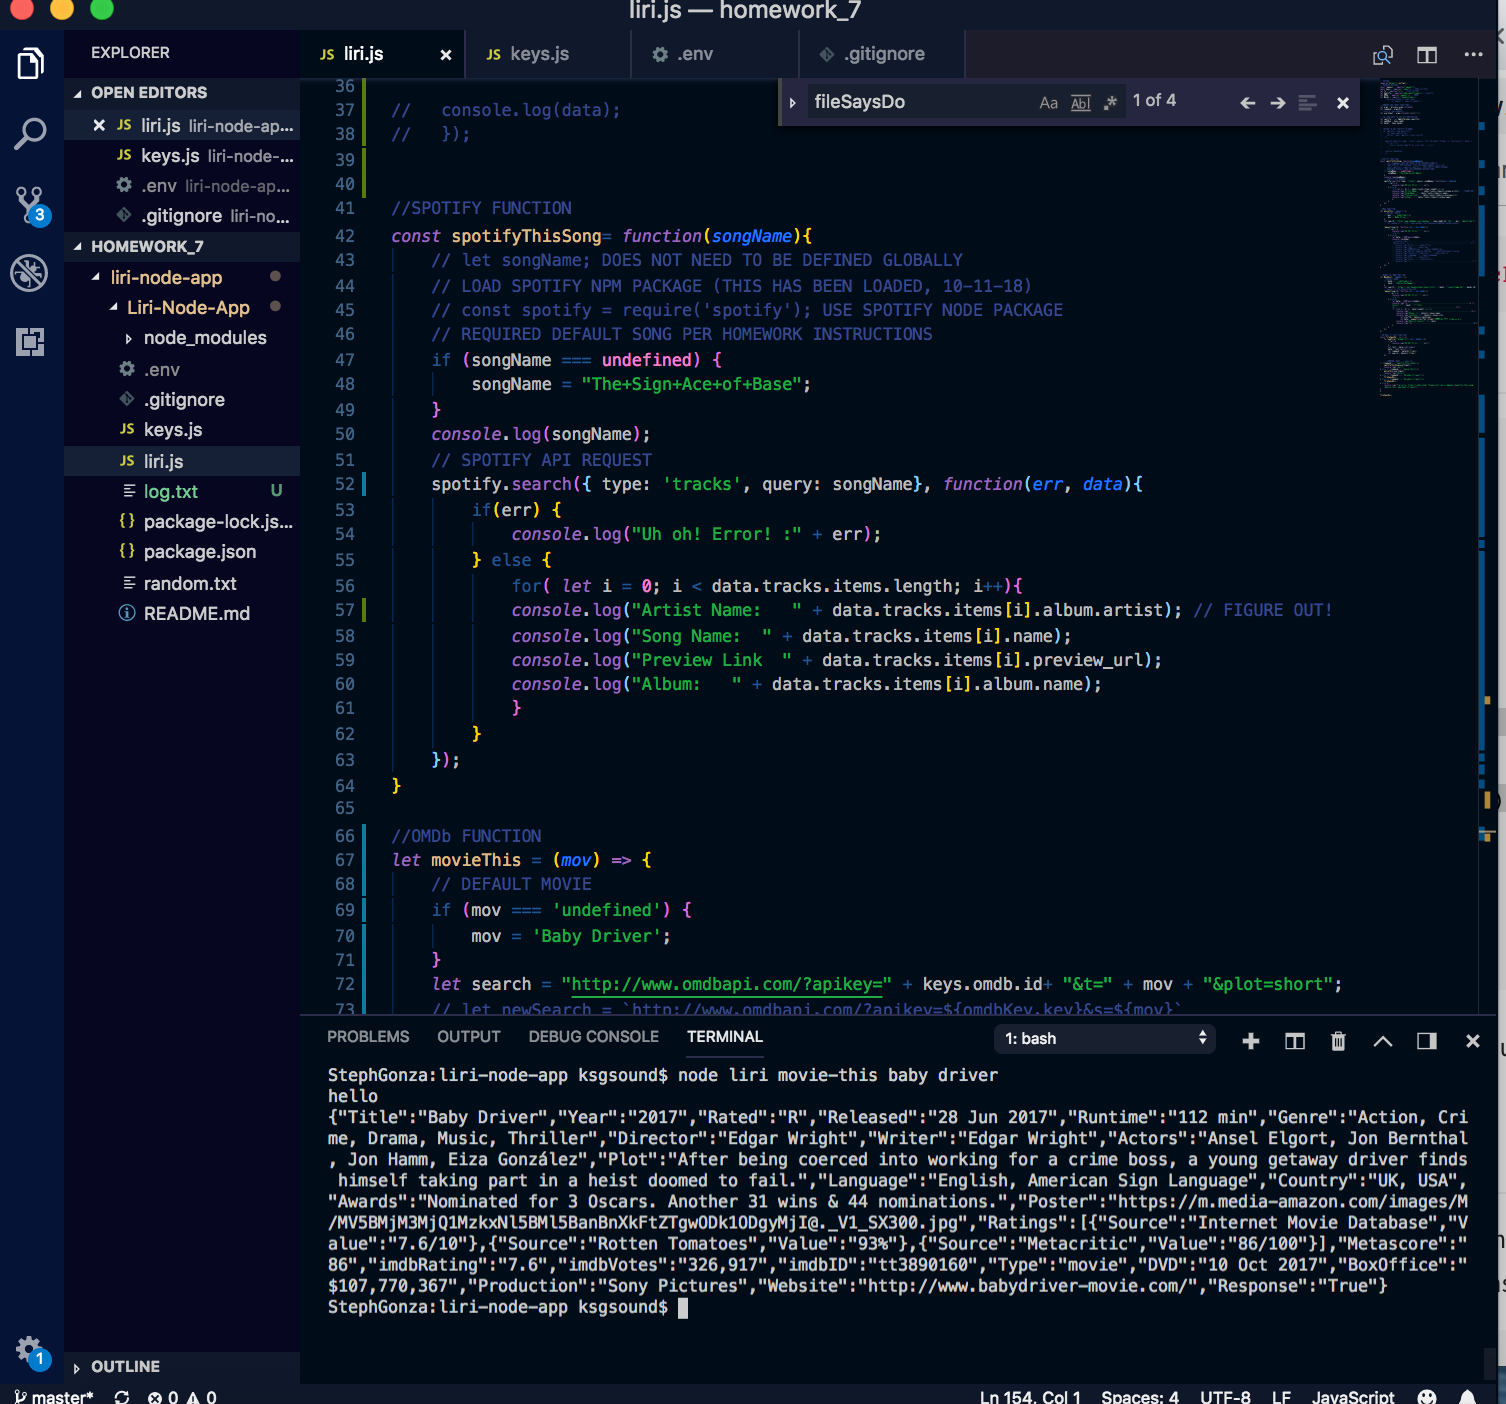 liri.js — homework_7
EXPLORER
OPEN EDITORS
JS liri.js liri-node-ap...
JS keys.js liri-node-...
.env liri-node-ap...
.gitignore liri-no...
HOMEWORK_7
liri-node-app
Liri-Node-App
node_modules
.env
.gitignore
JS keys.js
JS liri.js
log.txt U
{} package-lock.js...
{} package.json
random.txt
README.md
OUTLINE
3
1
JS liri.js JS keys.js .env .gitignore
fileSaysDo Aa Abl .* 1 of 4
36
37 // console.log(data);
38 // });
39
40
41 //SPOTIFY FUNCTION
42 const spotifyThisSong= function(songName){
43 // let songName; DOES NOT NEED TO BE DEFINED GLOBALLY
44 // LOAD SPOTIFY NPM PACKAGE (THIS HAS BEEN LOADED, 10-11-18)
45 // const spotify = require('spotify'); USE SPOTIFY NODE PACKAGE
46 // REQUIRED DEFAULT SONG PER HOMEWORK INSTRUCTIONS
47 if (songName === undefined) {
48 songName = "The+Sign+Ace+of+Base";
49 }
50 console.log(songName);
51 // SPOTIFY API REQUEST
52 spotify.search({ type: 'tracks', query: songName}, function(err, data){
53 if(err) {
54 console.log("Uh oh! Error! :" + err);
55 } else {
56 for( let i = 0; i < data.tracks.items.length; i++){
57 console.log("Artist Name:   " + data.tracks.items[i].album.artist); // FIGURE OUT!
58 console.log("Song Name:  " + data.tracks.items[i].name);
59 console.log("Preview Link  " + data.tracks.items[i].preview_url);
60 console.log("Album:   " + data.tracks.items[i].album.name);
61 }
62 }
63 });
64 }
65
66 //OMDb FUNCTION
67 let movieThis = (mov) => {
68 // DEFAULT MOVIE
69 if (mov === 'undefined') {
70 mov = 'Baby Driver';
71 }
72 let search = "http://www.omdbapi.com/?apikey=" + keys.omdb.id+ "&t=" + mov + "&plot=short";
73 // let newSearch = `http://www.omdbapi.com/?apikey=${omdbKey.key}&s=${mov}`
PROBLEMS OUTPUT DEBUG CONSOLE TERMINAL 1: bash
StephGonza:liri-node-app ksgsound$ node liri movie-this baby driver
hello
{"Title":"Baby Driver","Year":"2017","Rated":"R","Released":"28 Jun 2017","Runtime":"112 min","Genre":"Action, Cri
me, Drama, Music, Thriller","Director":"Edgar Wright","Writer":"Edgar Wright","Actors":"Ansel Elgort, Jon Bernthal
, Jon Hamm, Eiza González","Plot":"After being coerced into working for a crime boss, a young getaway driver finds
himself taking part in a heist doomed to fail.","Language":"English, American Sign Language","Country":"UK, USA",
"Awards":"Nominated for 3 Oscars. Another 31 wins & 44 nominations.","Poster":"https://m.media-amazon.com/images/M
/MV5BMjM3MjQ1MzkxNl5BMl5BanBnXkFtZTgwODk1ODgyMjI@._V1_SX300.jpg","Ratings":[{"Source":"Internet Movie Database","V
alue":"7.6/10"},{"Source":"Rotten Tomatoes","Value":"93%"},{"Source":"Metacritic","Value":"86/100"}],"Metascore":"
86","imdbRating":"7.6","imdbVotes":"326,917","imdbID":"tt3890160","Type":"movie","DVD":"10 Oct 2017","BoxOffice":"
$107,770,367","Production":"Sony Pictures","Website":"http://www.babydriver-movie.com/","Response":"True"}
StephGonza:liri-node-app ksgsound$
master* 0 0 Ln 154, Col 1 Spaces: 4 UTF-8 LF JavaScript